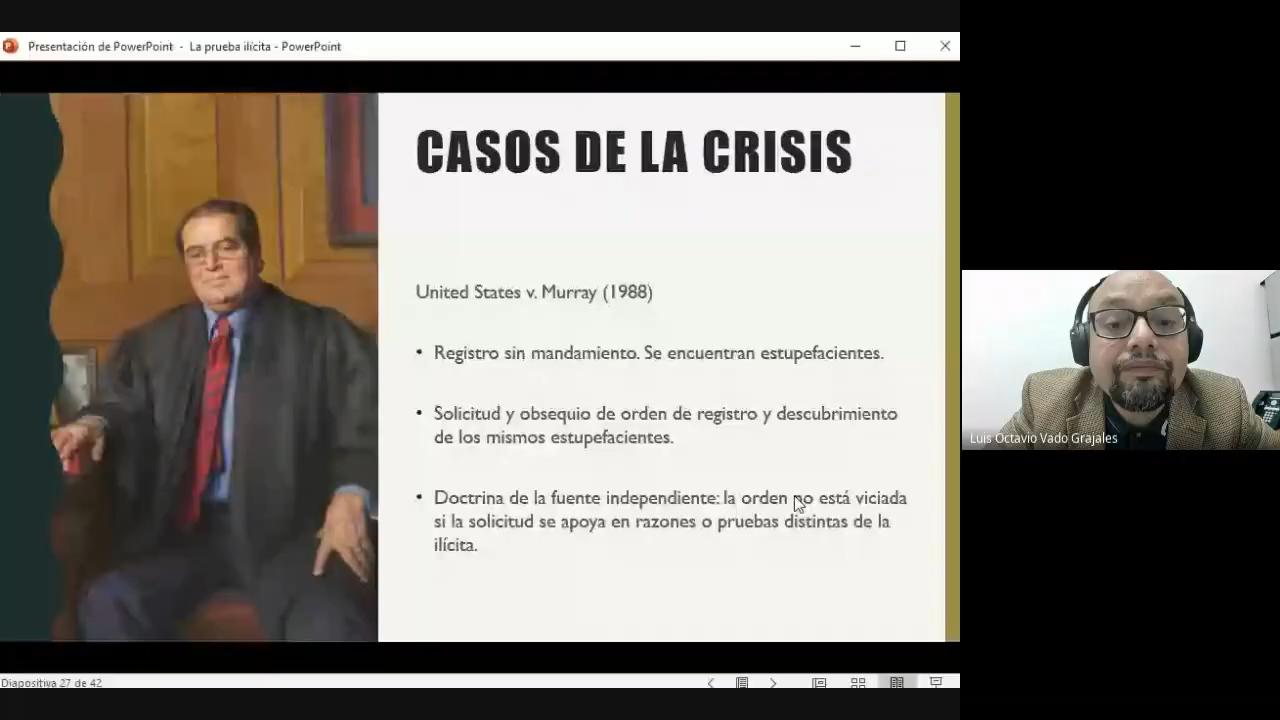 Presentación de PowerPoint - La prueba ilícita - PowerPoint
CASOS DE LA CRISIS
United States v. Murray (1988)
• Registro sin mandamiento. Se encuentran estupefacientes.
• Solicitud y obsequio de orden de registro y descubrimiento
de los mismos estupefacientes.
• Doctrina de la fuente independiente: la orden no está viciada
si la solicitud se apoya en razones o pruebas distintas de la
ilícita.
Luis Octavio Vado Grajales
Diapositiva 27 de 42